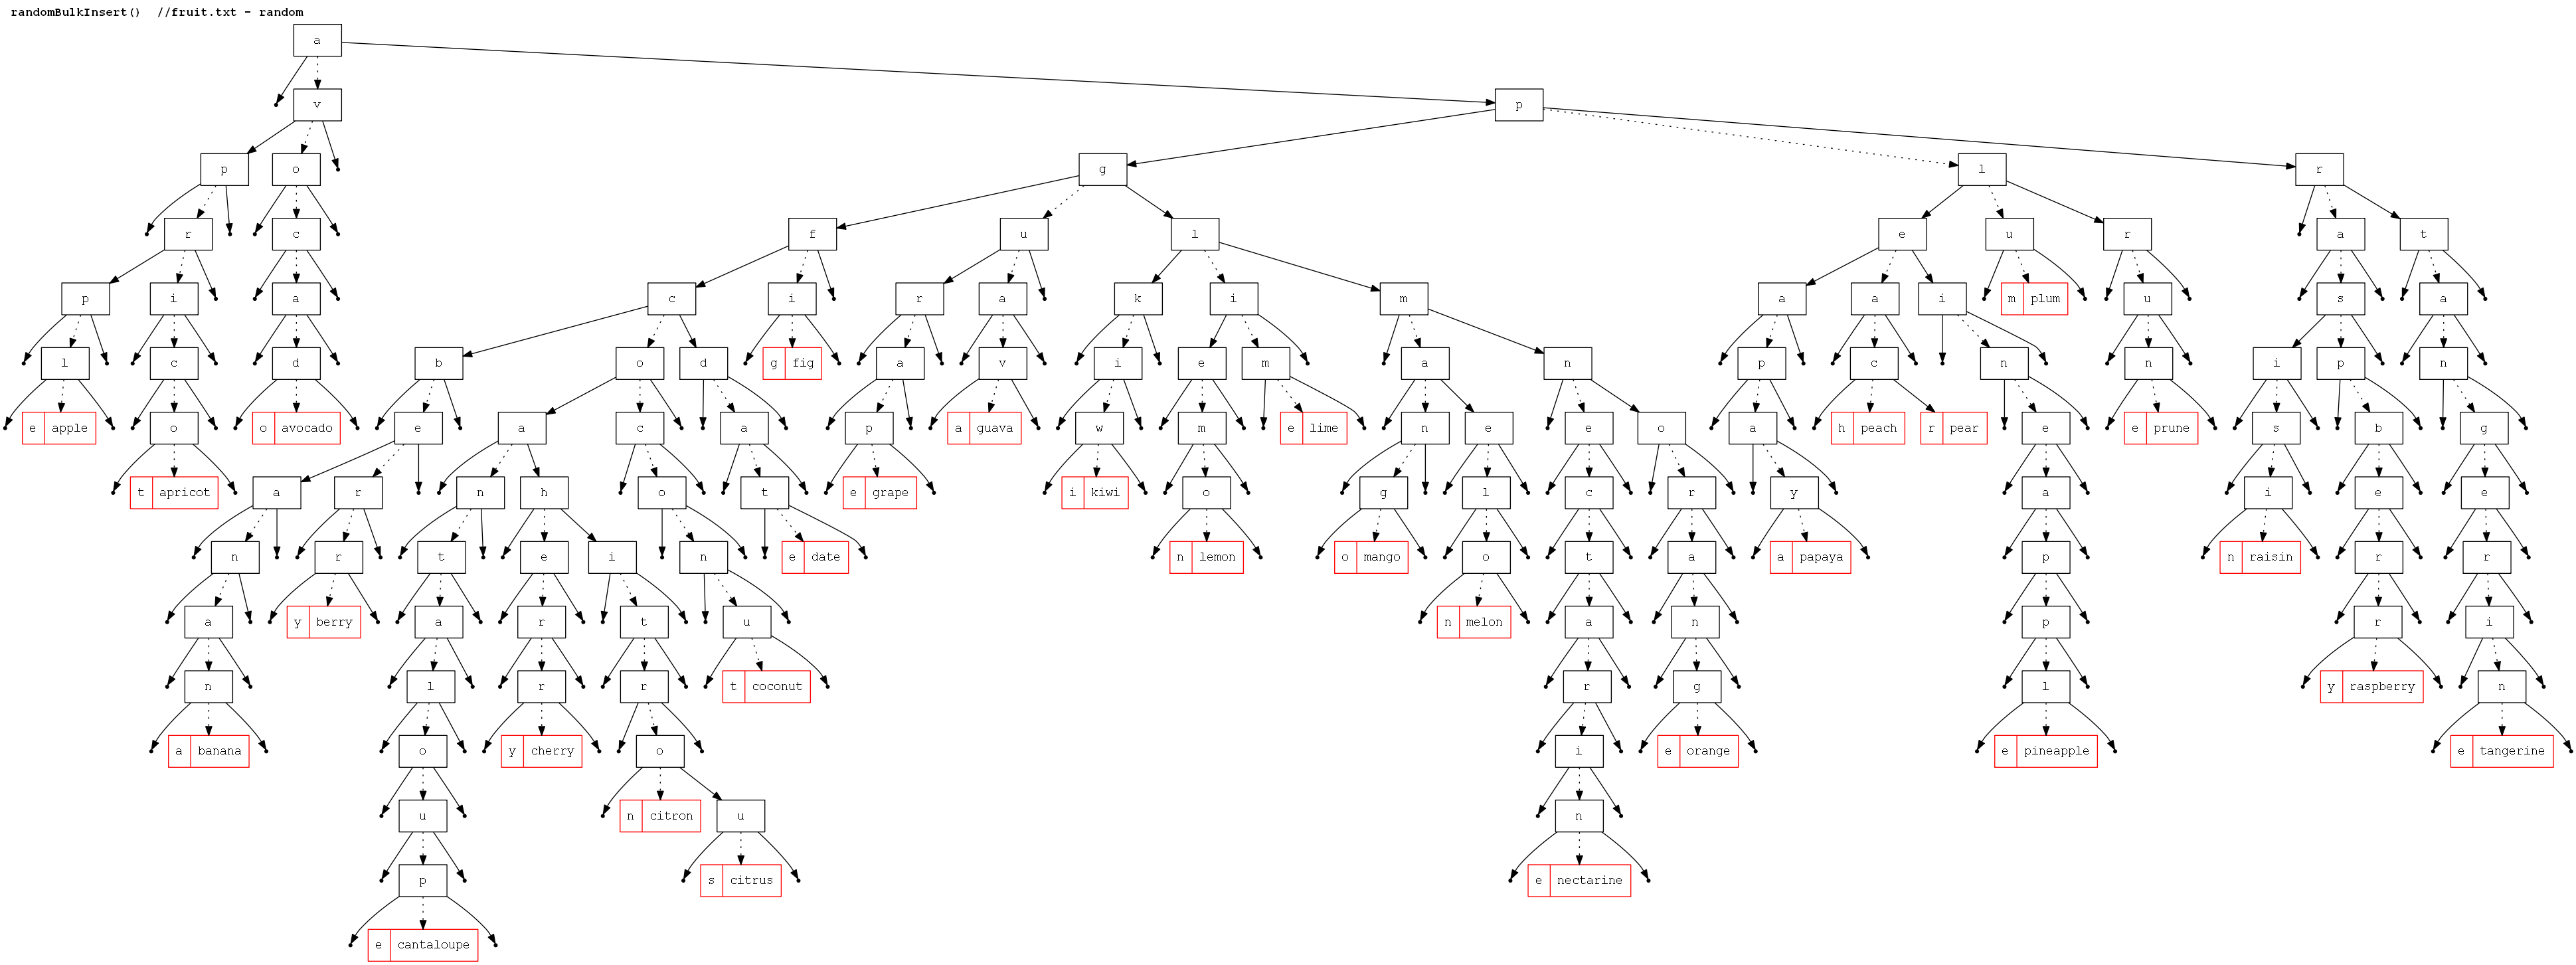 randomBulkInsert() //fruit.txt - random
a
v p
p o g l r
r c f u l e u r a t
p i a c i r a k i m a a i m plum u s a
l c d b o d g fig a v i e m a n p c n n i p n
e apple o o avocado e a c a p a guava w m e lime n e e o a h peach r pear e e prune s b g
t apricot a r n h o t e grape i kiwi o g l c r y a i e e
n r t e i n e date n lemon o mango o t a a papaya p n raisin r r
a y berry a r t u n melon a n p r i
n l r r t coconut r g l y raspberry n
a banana o y cherry o i e orange e pineapple e tangerine
u n citron u n
p s citrus e nectarine
e cantaloupe